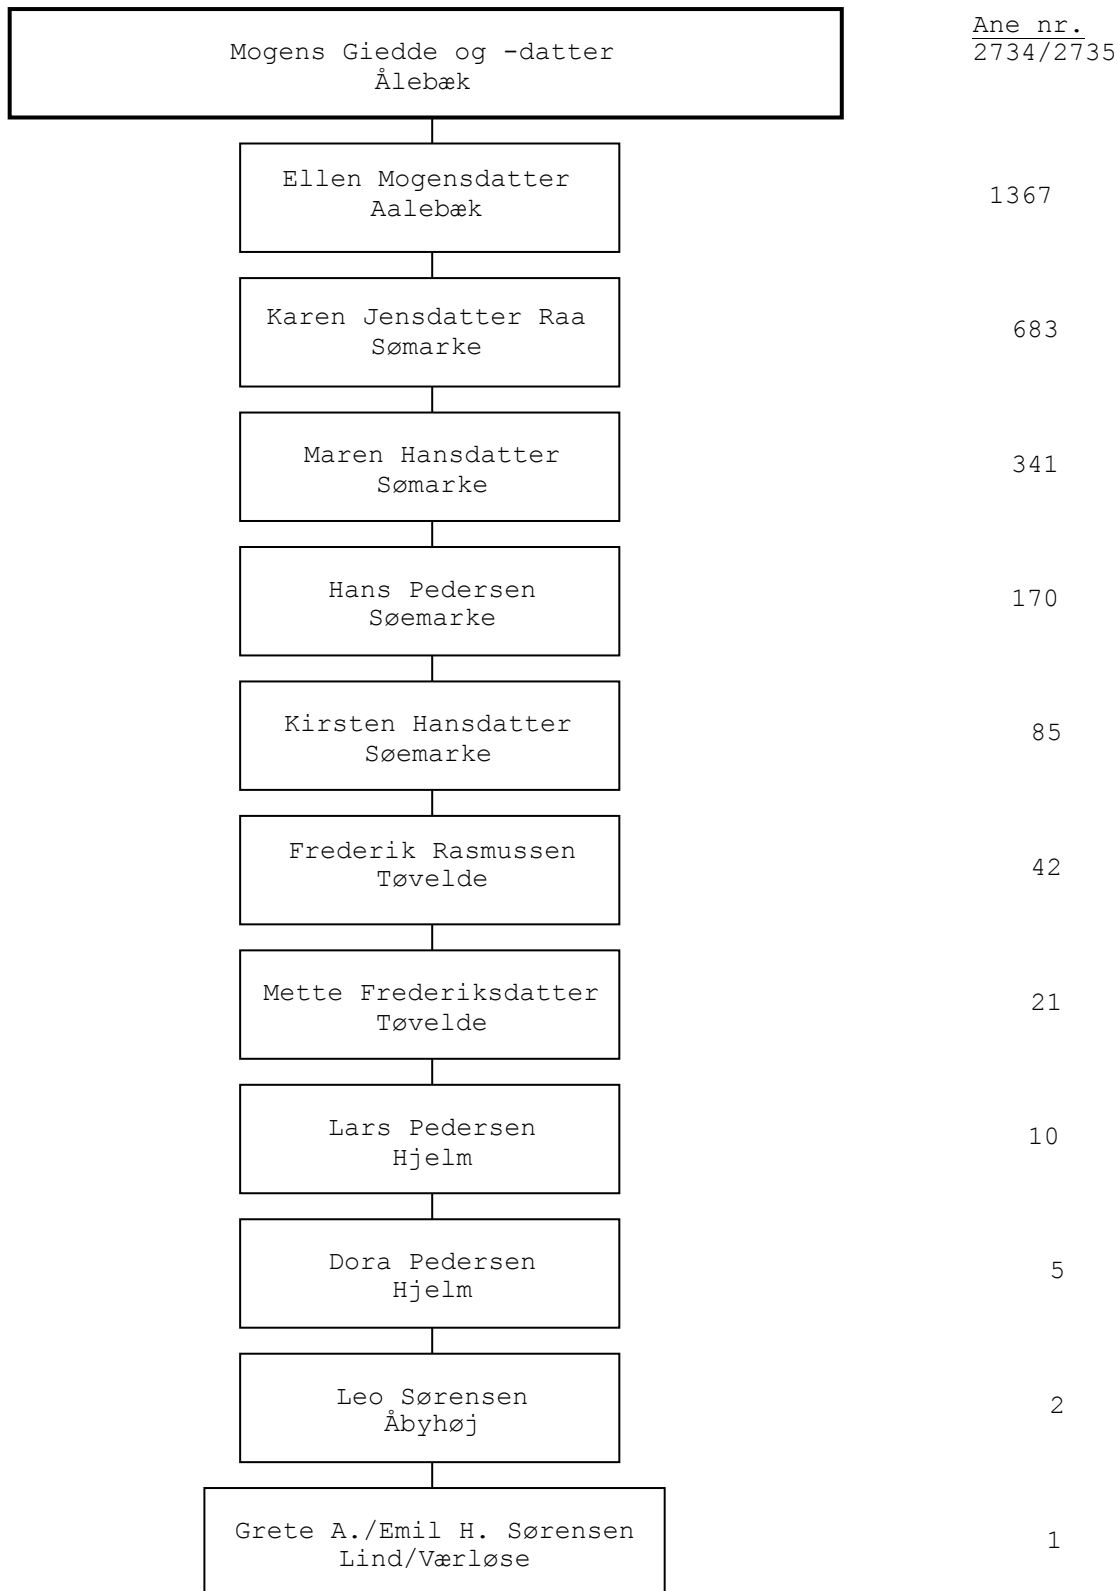 Ane nr.
Mogens Giedde og -datter 2734/2735
Ålebæk
Ellen Mogensdatter
Aalebæk 1367
Karen Jensdatter Raa
Sømarke 683
Maren Hansdatter
Sømarke 341
Hans Pedersen
Søemarke 170
Kirsten Hansdatter
Søemarke 85
Frederik Rasmussen
Tøvelde 42
Mette Frederiksdatter
Tøvelde 21
Lars Pedersen
Hjelm 10
Dora Pedersen
Hjelm 5
Leo Sørensen
Åbyhøj 2
Grete A./Emil H. Sørensen
Lind/Værløse 1